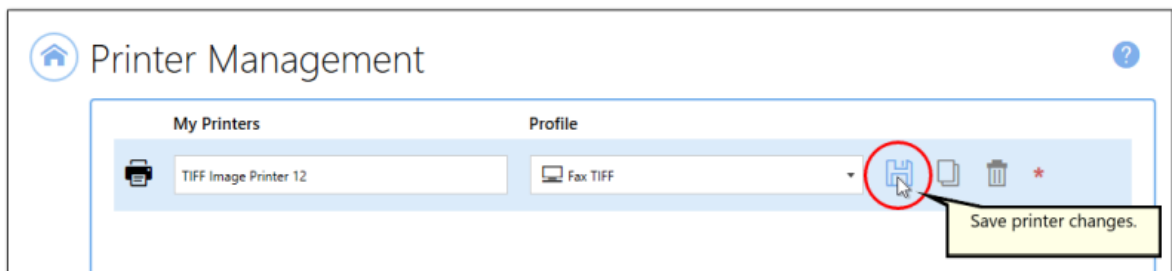 Printer Management
?
My Printers Profile
TIFF Image Printer 12 Fax TIFF *
Save printer changes.